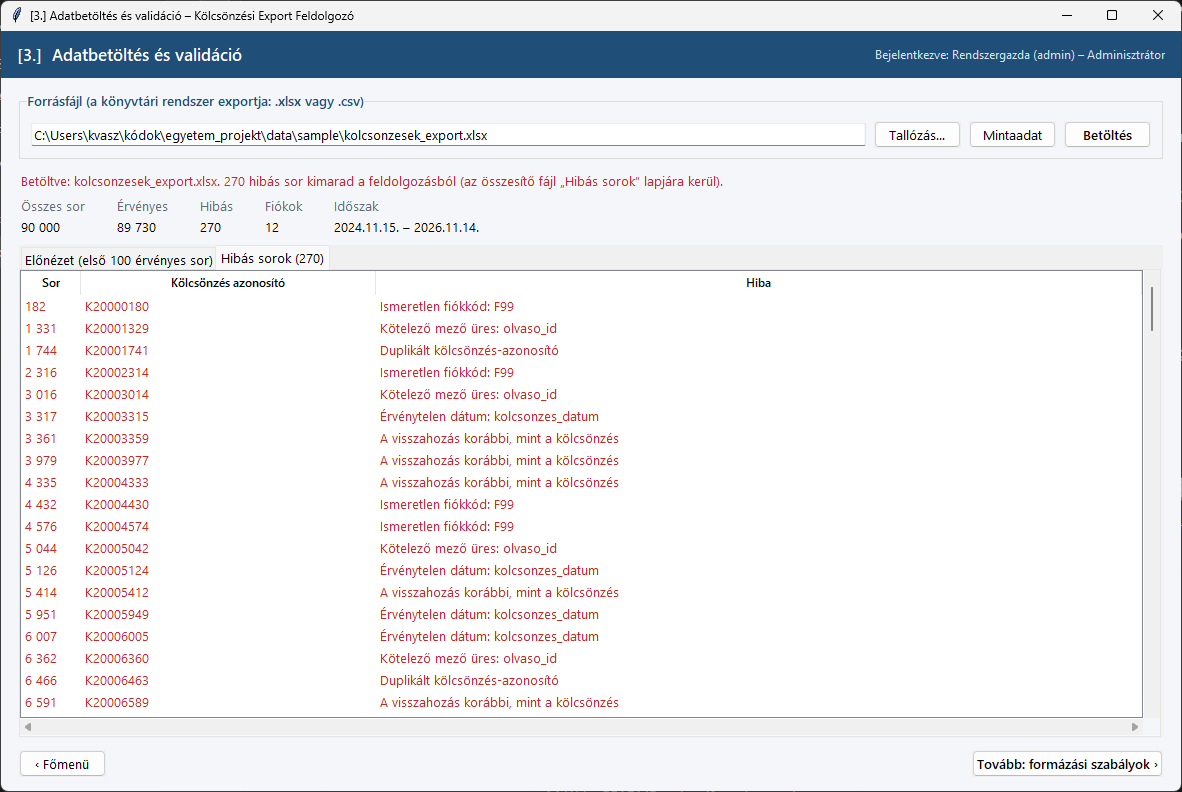 [3.] Adatbetöltés és validáció – Kölcsönzési Export Feldolgozó
[3.] Adatbetöltés és validáció
Bejelentkezve: Rendszergazda (admin) – Adminisztrátor
Forrásfájl (a könyvtári rendszer exportja: .xlsx vagy .csv)
C:\Users\kvasz\kódok\egyetem_projekt\data\sample\kolcsonzesek_export.xlsx
Tallózás...
Mintaadat
Betöltés
Betöltve: kolcsonzesek_export.xlsx. 270 hibás sor kimarad a feldolgozásból (az összesítő fájl „Hibás sorok” lapjára kerül).
Összes sor Érvényes Hibás Fiókok Időszak
90 000 89 730 270 12 2024.11.15. – 2026.11.14.
Előnézet (első 100 érvényes sor) Hibás sorok (270)
Sor Kölcsönzés azonosító Hiba
182 K20000180 Ismeretlen fiókkód: F99
1 331 K20001329 Kötelező mező üres: olvaso_id
1 744 K20001741 Duplikált kölcsönzés-azonosító
2 316 K20002314 Ismeretlen fiókkód: F99
3 016 K20003014 Kötelező mező üres: olvaso_id
3 317 K20003315 Érvénytelen dátum: kolcsonzes_datum
3 361 K20003359 A visszahozás korábbi, mint a kölcsönzés
3 979 K20003977 A visszahozás korábbi, mint a kölcsönzés
4 335 K20004333 A visszahozás korábbi, mint a kölcsönzés
4 432 K20004430 Ismeretlen fiókkód: F99
4 576 K20004574 Ismeretlen fiókkód: F99
5 044 K20005042 Kötelező mező üres: olvaso_id
5 126 K20005124 Érvénytelen dátum: kolcsonzes_datum
5 414 K20005412 A visszahozás korábbi, mint a kölcsönzés
5 951 K20005949 Érvénytelen dátum: kolcsonzes_datum
6 007 K20006005 Érvénytelen dátum: kolcsonzes_datum
6 362 K20006360 Kötelező mező üres: olvaso_id
6 466 K20006463 Duplikált kölcsönzés-azonosító
6 591 K20006589 A visszahozás korábbi, mint a kölcsönzés
‹ Főmenü
Tovább: formázási szabályok ›